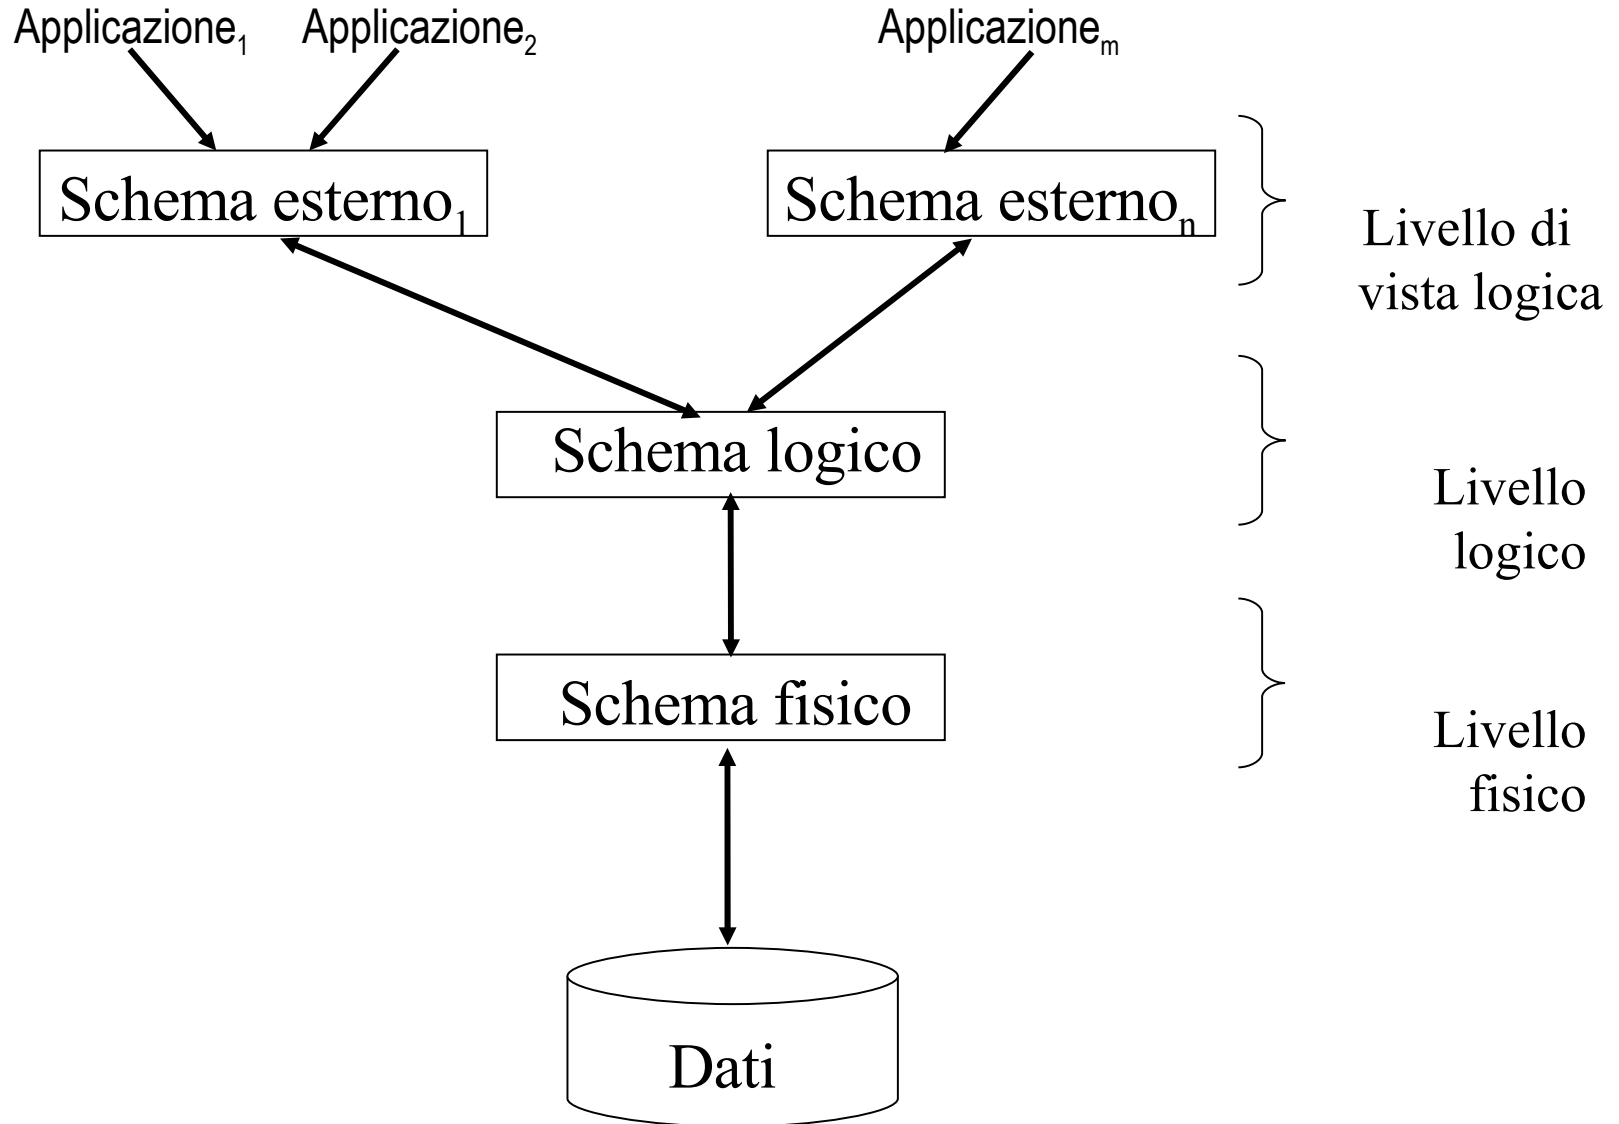 Applicazione₁ Applicazione₂ Applicazioneₘ
Schema esterno₁ Schema esternoₙ
Livello di
vista logica
Schema logico
Livello
logico
Schema fisico
Livello
fisico
Dati